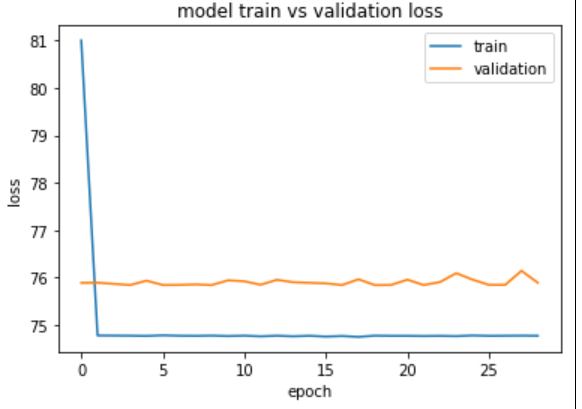 model train vs validation loss
81
80
79
78
77
76
75
loss
train
validation
0 5 10 15 20 25
epoch